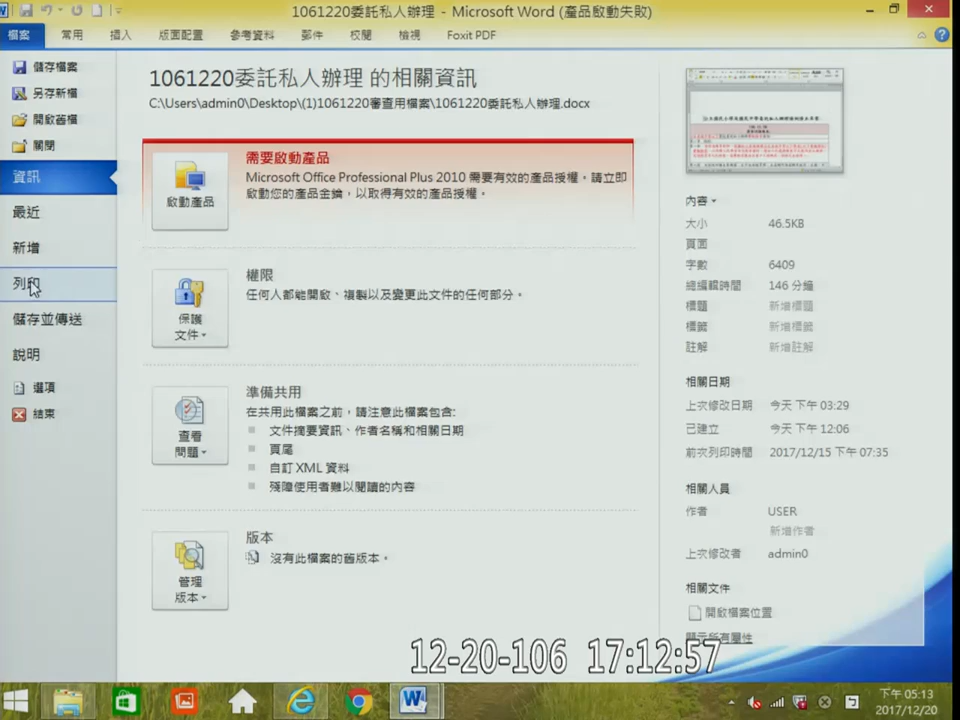 1061220委託私人辦理 - Microsoft Word (產品啟動失敗)
檔案 常用 插入 版面配置 參考資料 郵件 校閱 檢視 Foxit PDF
儲存檔案
另存新檔
開啟舊檔
關閉
資訊
最近
新增
列印
儲存並傳送
說明
選項
結束
1061220委託私人辦理 的相關資訊
C:\Users\admin0\Desktop\(1)1061220審查用檔案\1061220委託私人辦理.docx
啟動產品
需要啟動產品
Microsoft Office Professional Plus 2010 需要有效的產品授權。請立即
啟動您的產品金鑰，以取得有效的產品授權。
保護
文件
權限
任何人都能開啟、複製以及變更此文件的任何部分。
查看
問題
準備共用
在共用此檔案之前，請注意此檔案包含:
文件摘要資訊、作者名稱和相關日期
頁尾
自訂 XML 資料
殘障使用者難以閱讀的內容
管理
版本
版本
沒有此檔案的舊版本。
內容
大小 46.5KB
頁面
字數 6409
總編輯時間 146 分鐘
標題 新增標題
標籤 新增標籤
註解 新增註解
相關日期
上次修改日期 今天 下午 03:29
已建立 今天 下午 12:06
前次列印時間 2017/12/15 下午 07:35
相關人員
作者 USER
新增作者
上次修改者 admin0
相關文件
開啟檔案位置
顯示所有屬性
12-20-106 17:12:57
下午 05:13
2017/12/20